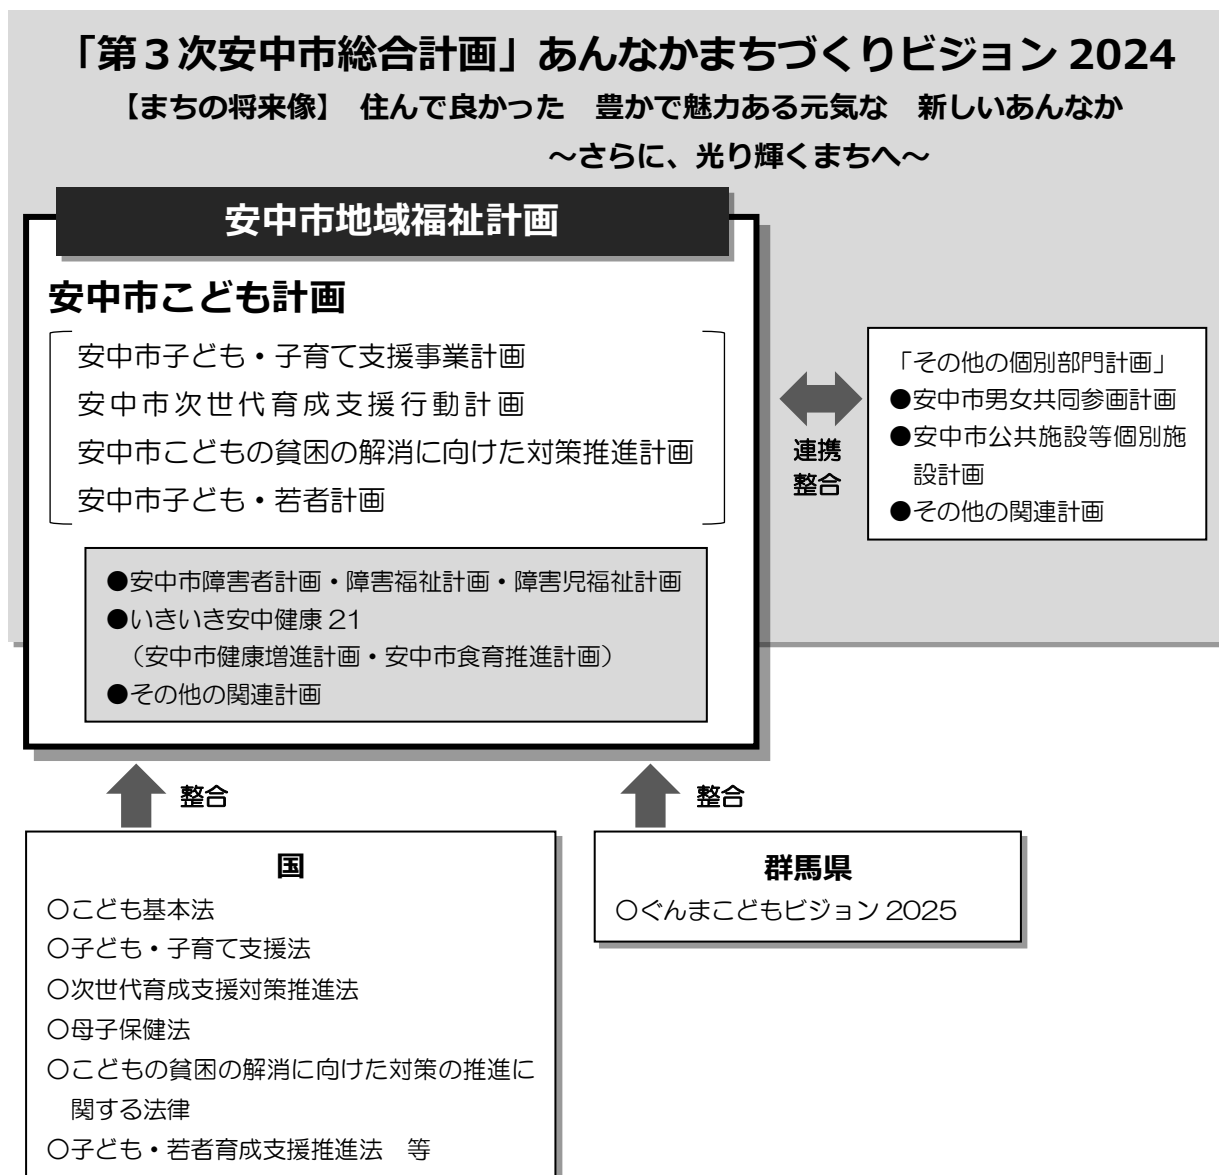 「第３次安中市総合計画」あんなかまちづくりビジョン 2024
【まちの将来像】 住んで良かった 豊かで魅力ある元気な 新しいあんなか
～さらに、光り輝くまちへ～
安中市地域福祉計画
安中市こども計画
安中市子ども・子育て支援事業計画
安中市次世代育成支援行動計画
安中市こどもの貧困の解消に向けた対策推進計画
安中市子ども・若者計画
●安中市障害者計画・障害福祉計画・障害児福祉計画
●いきいき安中健康 21
（安中市健康増進計画・安中市食育推進計画）
●その他の関連計画
連携
整合
「その他の個別部門計画」
●安中市男女共同参画計画
●安中市公共施設等個別施
設計画
●その他の関連計画
整合
整合
国
〇こども基本法
〇子ども・子育て支援法
〇次世代育成支援対策推進法
〇母子保健法
〇こどもの貧困の解消に向けた対策の推進に
関する法律
〇子ども・若者育成支援推進法 等
群馬県
〇ぐんまこどもビジョン 2025